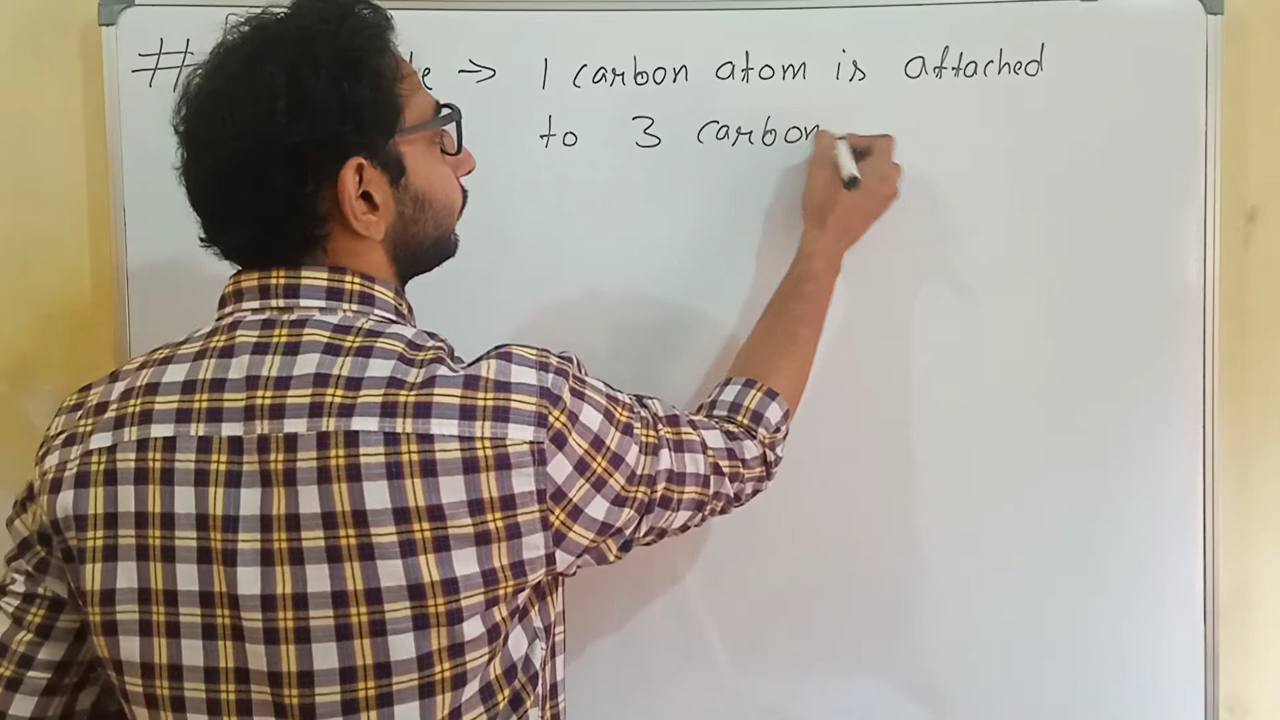 # → 1 carbon atom is attached
to 3 carbon